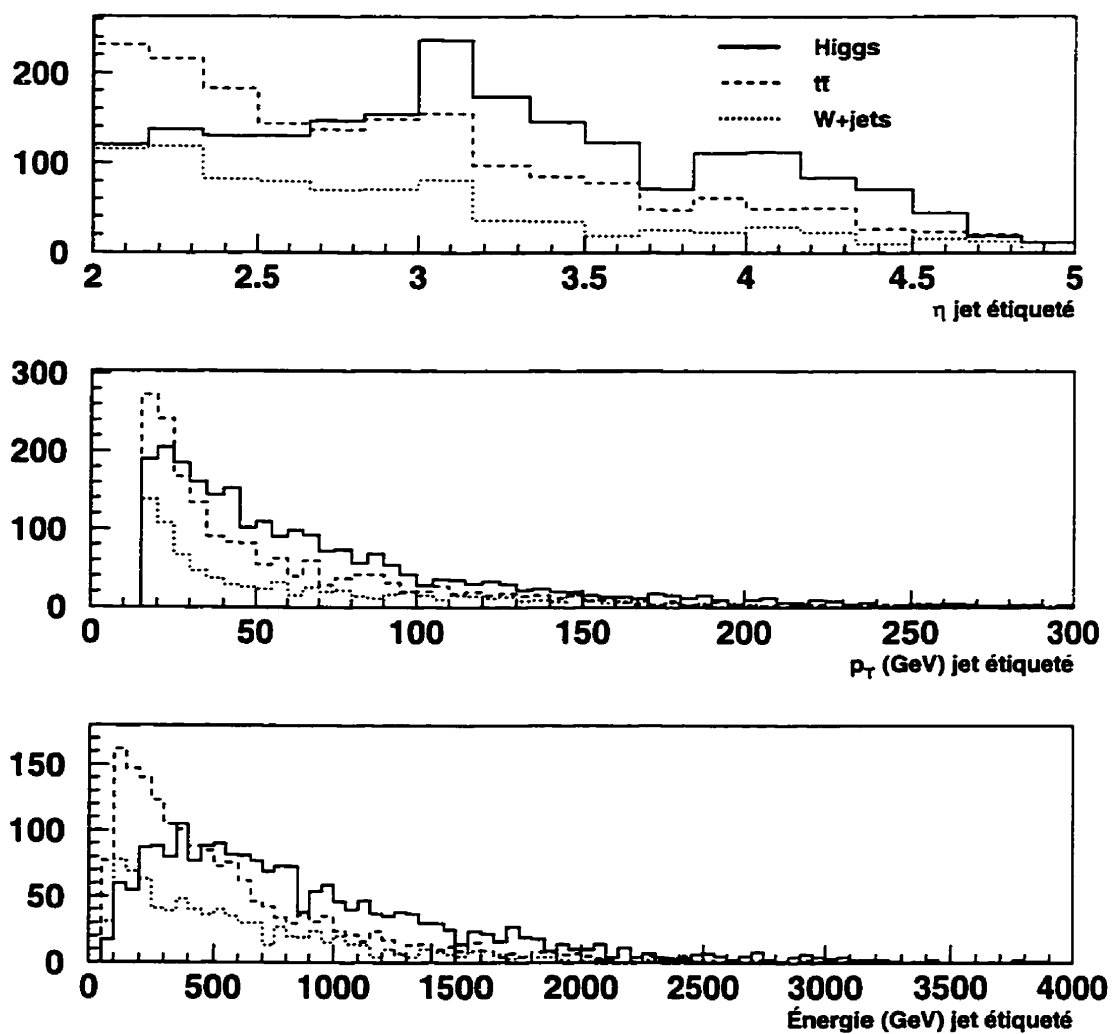 200
100
0
Higgs
tt̄
W+jets
2 2.5 3 3.5 4 4.5 5
η jet étiqueté
300
200
100
0
0 50 100 150 200 250 300
pT (GeV) jet étiqueté
150
100
50
0
0 500 1000 1500 2000 2500 3000 3500 4000
Énergie (GeV) jet étiqueté